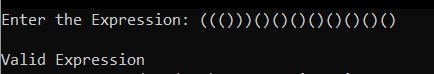 Enter the Expression: ((()))()()()()()()()()
Valid Expression